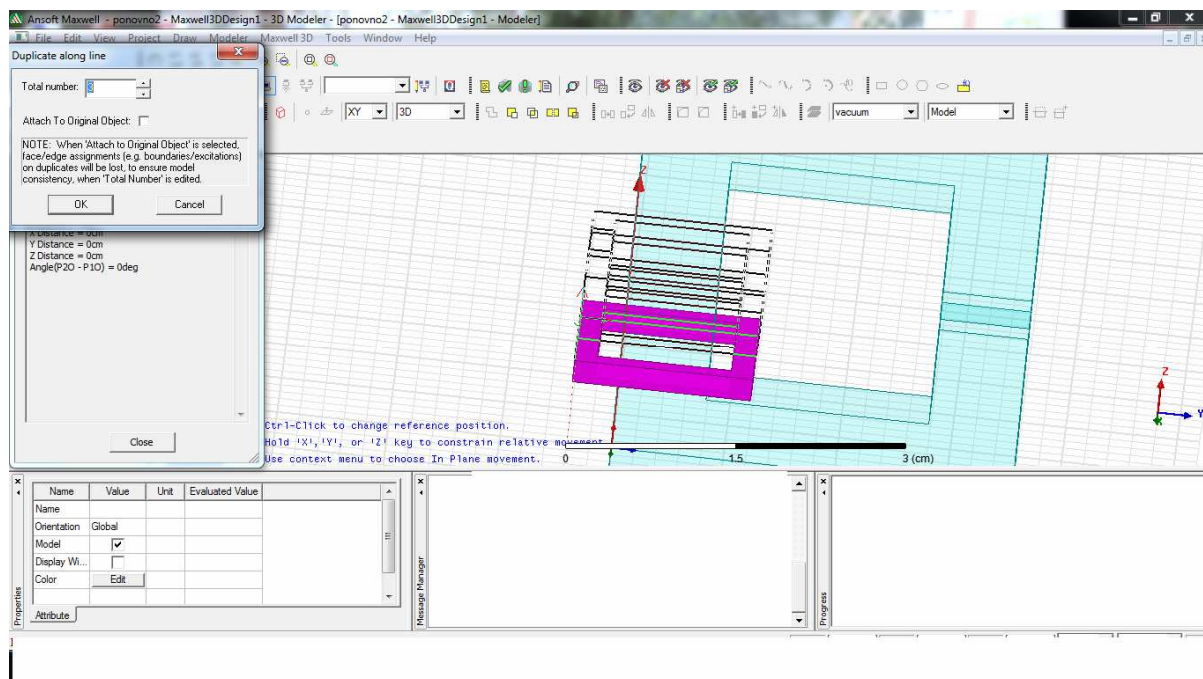 Ansoft Maxwell - ponovno2 - Maxwell3DDesign1 - 3D Modeler - [ponovno2 - Maxwell3DDesign1 - Modeler]
File Edit View Project Draw Modeler Maxwell 3D Tools Window Help
Duplicate along line
Total number: 3
Attach To Original Object:
NOTE: When 'Attach to Original Object' is selected,
face/edge assignments (e.g. boundaries/excitations)
on duplicates will be lost, to ensure model
consistency, when 'Total Number' is edited.
OK Cancel
XY 3D vacuum Model
X Distance = 0cm
Y Distance = 0cm
Z Distance = 0cm
Angle(P2O - P1O) = 0deg
Close
Z
Z
Y
Ctrl-Click to change reference position.
Hold 'X','Y', or 'Z' key to constrain relative movement.
Use context menu to choose In Plane movement.
0 1.5 3 (cm)
Name Value Unit Evaluated Value
Name
Orientation Global
Model
Display Wi...
Color Edit
Attribute
Properties
Message Manager
Progress